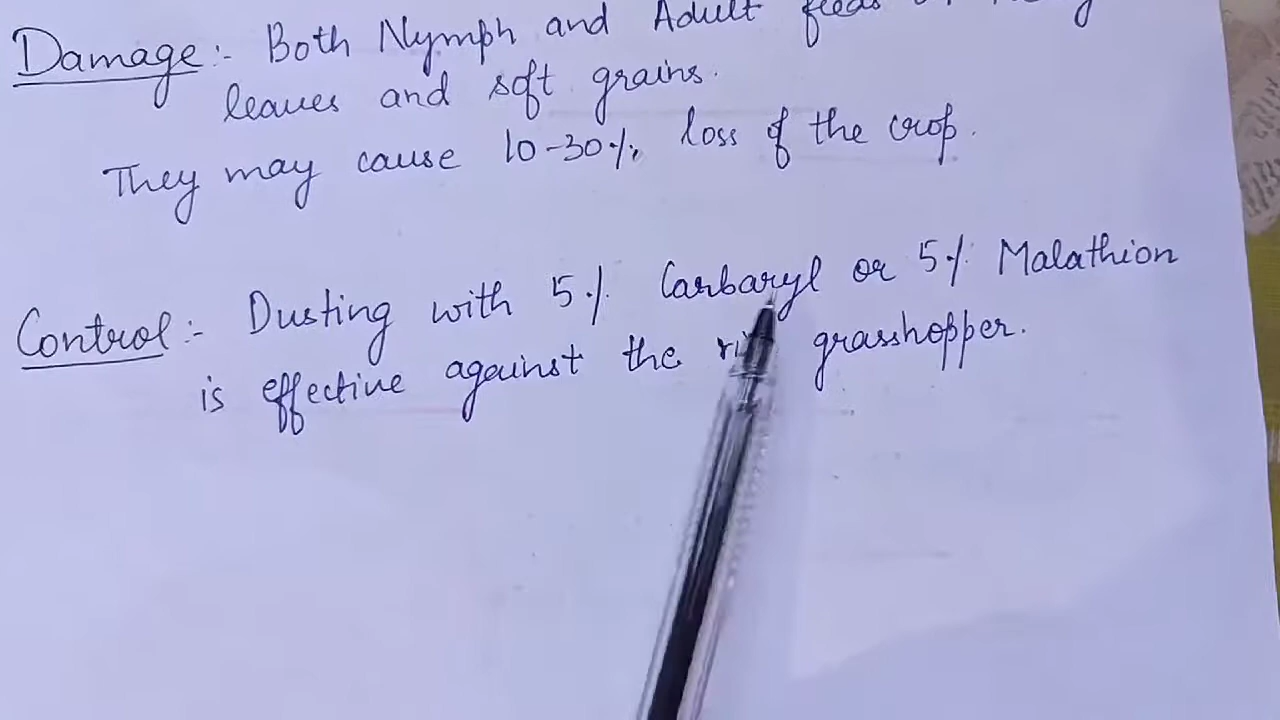 Damage :- Both Nymph and Adult feeds
leaves and soft grains.
They may cause 10-30% loss of the crop.
Control :- Dusting with 5% Carbaryl or 5% Malathion
is effective against the grasshopper.